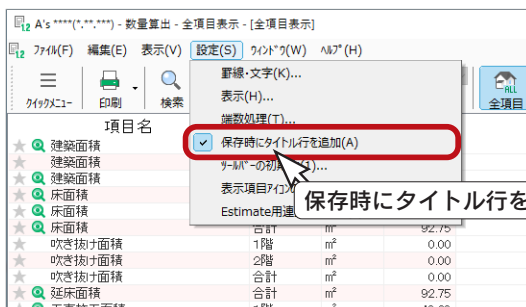 A's ****(*.**.***) - 数量算出 - 全項目表示 - [全項目表示]
ﾌｧｲﾙ(F) 編集(E) 表示(V) 設定(S) ｳｨﾝﾄﾞｳ(W) ﾍﾙﾌﾟ(H)
ｸｲｯｸﾒﾆｭｰ 印刷 検索 ALL 全項目
罫線・文字(K)...
表示(H)...
端数処理(T)...
保存時にタイトル行を追加(A)
表示項目ｱｲｺﾝ
Estimate用連
保存時にタイトル行を
項目名
建築面積
建築面積
建築面積
床面積
床面積
床面積 合計 m² 92.75
吹き抜け面積 1階 m² 0.00
吹き抜け面積 2階 m² 0.00
吹き抜け面積 合計 m² 0.00
延床面積 合計 m² 92.75